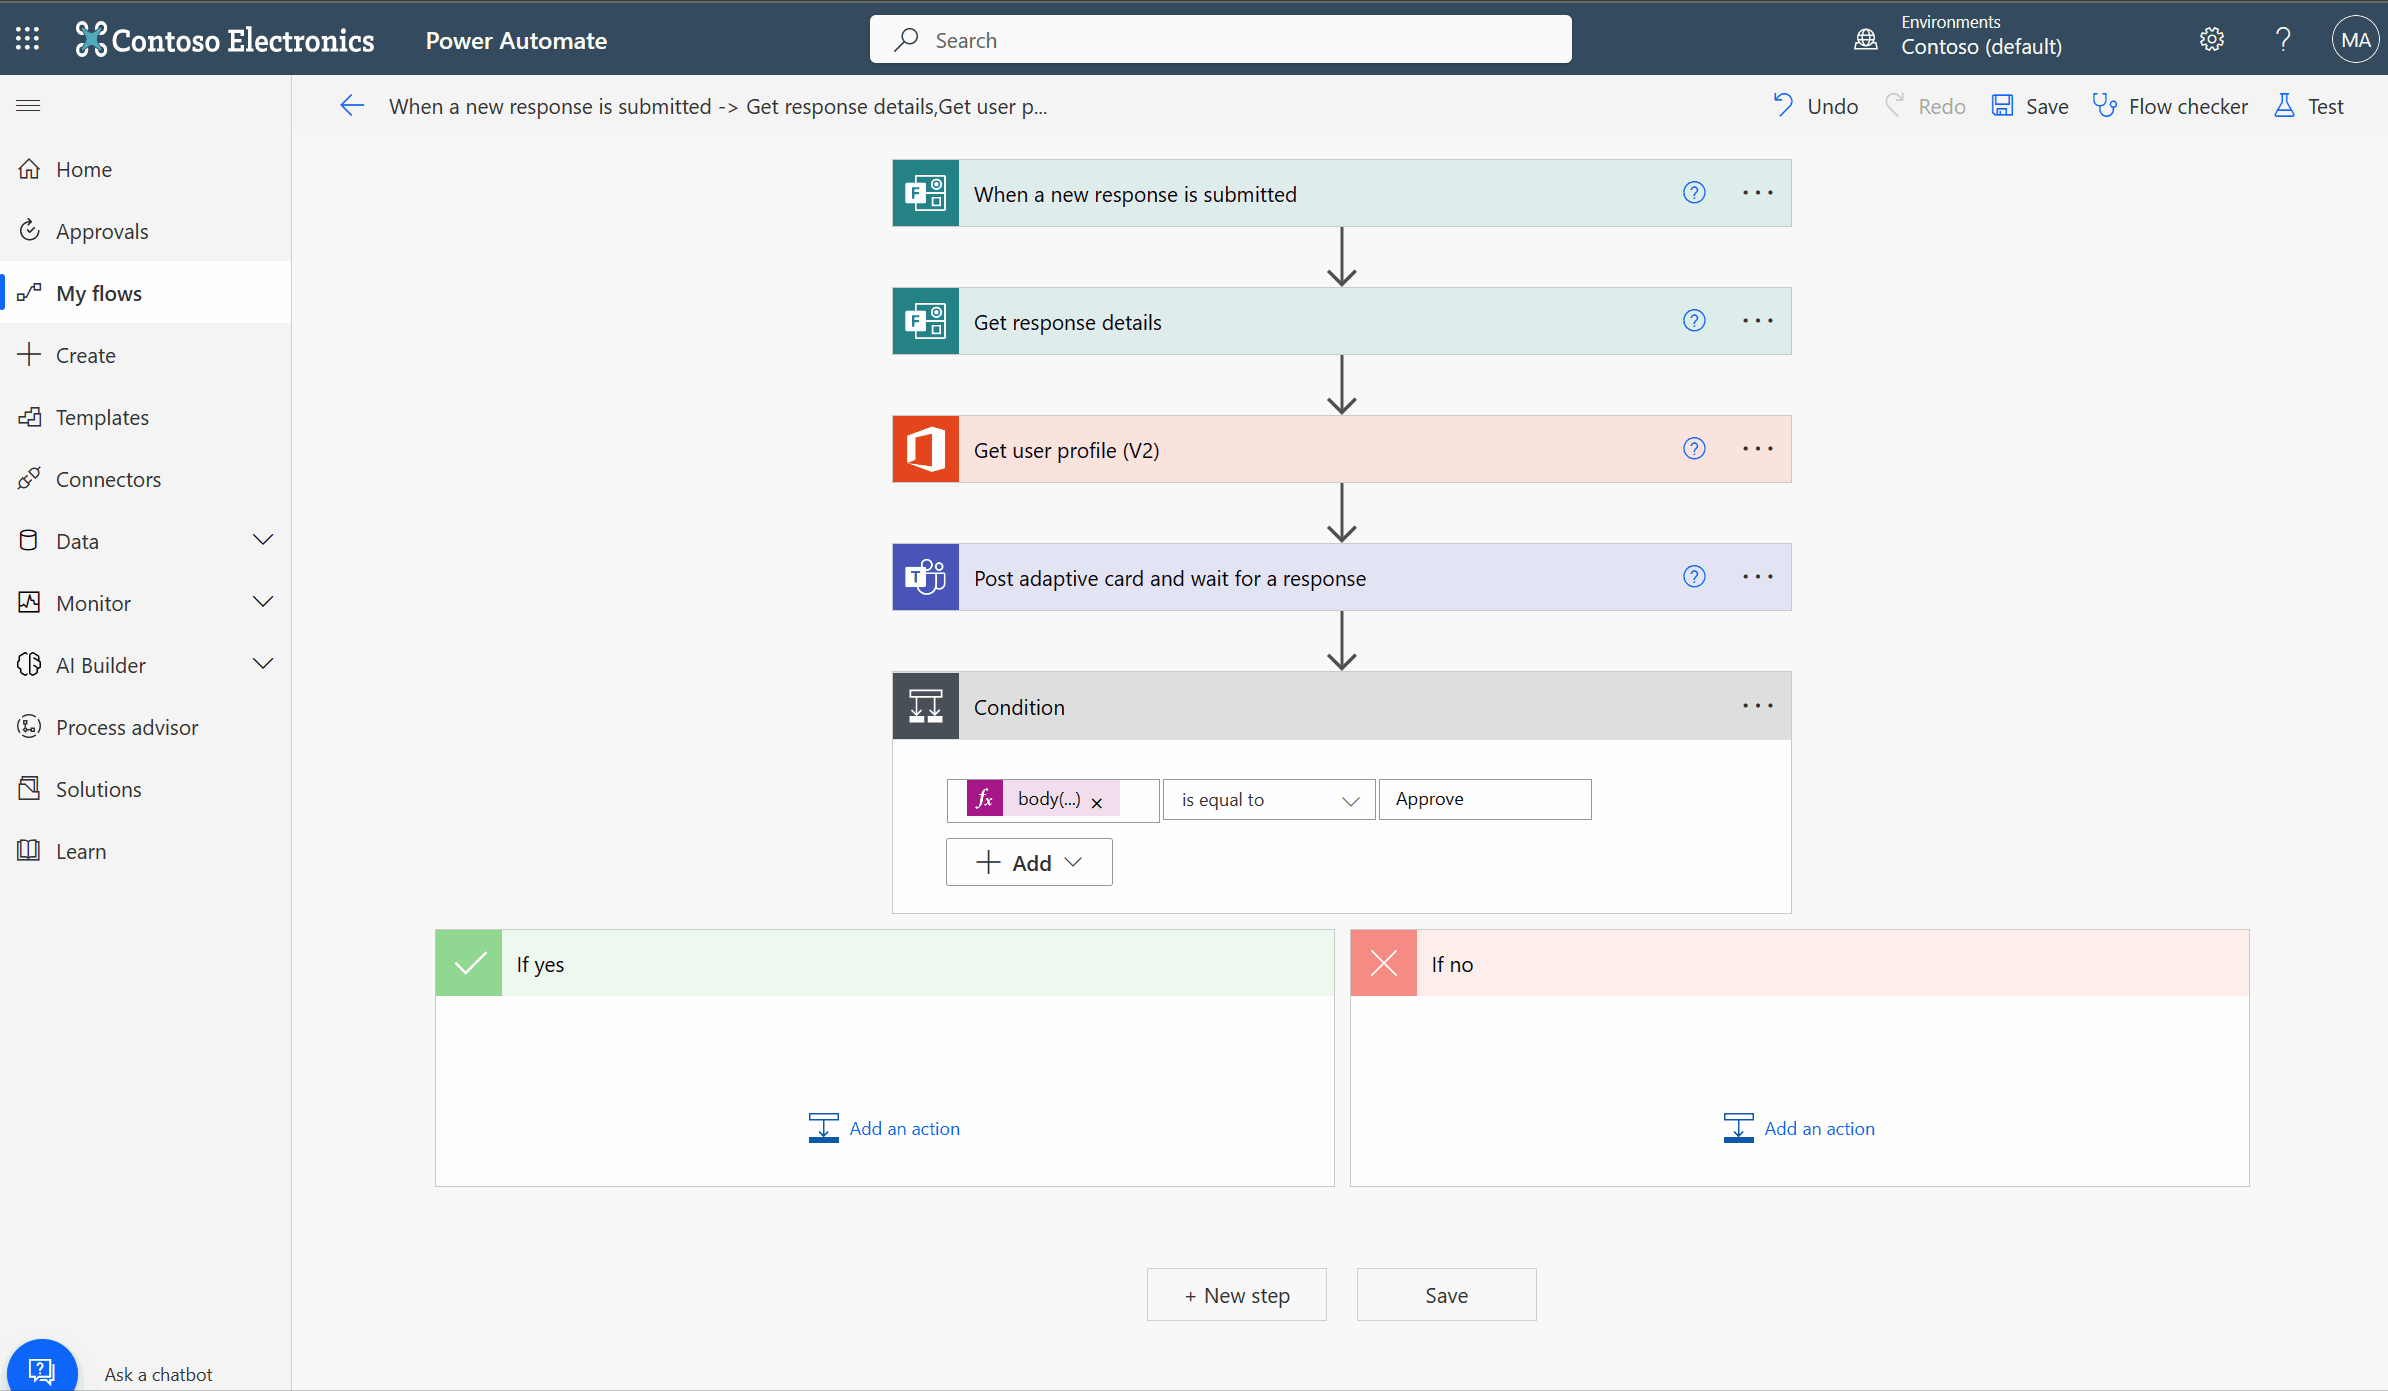 Contoso Electronics
Power Automate
Search
Environments
Contoso (default)
?
MA
When a new response is submitted -> Get response details,Get user p...
Undo
Redo
Save
Flow checker
Test
Home
Approvals
My flows
Create
Templates
Connectors
Data
Monitor
AI Builder
Process advisor
Solutions
Learn
Ask a chatbot
F
When a new response is submitted
?
...
F
Get response details
?
...
Get user profile (V2)
?
...
T
Post adaptive card and wait for a response
?
...
Condition
...
fx
body(...) ×
is equal to
Approve
+ Add
If yes
Add an action
If no
Add an action
+ New step
Save